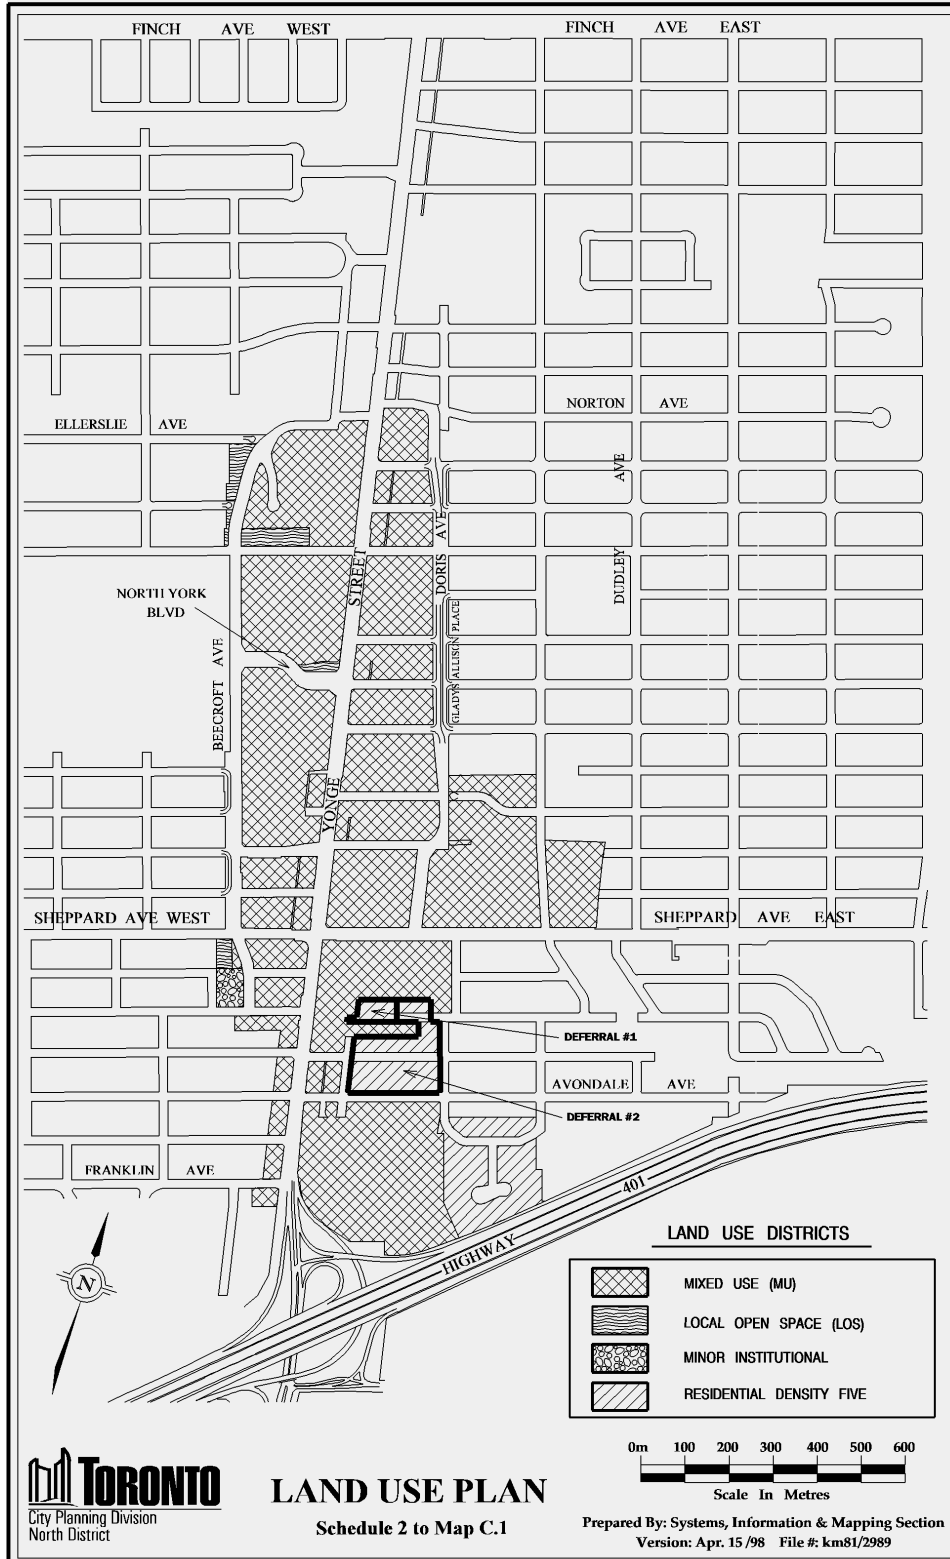 FINCH AVE WEST
FINCH AVE EAST
NORTON AVE
ELLERSLIE AVE
AVE
DUDLEY
AVE
DORIS
STREET
NORTH YORK
BLVD
GLADYS ALLISON PLACE
BEECROFT AVE
YONGE
SHEPPARD AVE WEST
SHEPPARD AVE EAST
DEFERRAL #1
AVONDALE AVE
DEFERRAL #2
FRANKLIN AVE
HIGHWAY 401
N
LAND USE DISTRICTS
MIXED USE (MU)
LOCAL OPEN SPACE (LOS)
MINOR INSTITUTIONAL
RESIDENTIAL DENSITY FIVE
0m 100 200 300 400 500 600
Scale In Metres
TORONTO
City Planning Division
North District
LAND USE PLAN
Schedule 2 to Map C.1
Prepared By: Systems, Information & Mapping Section
Version: Apr. 15 /98 File #: km81/2989